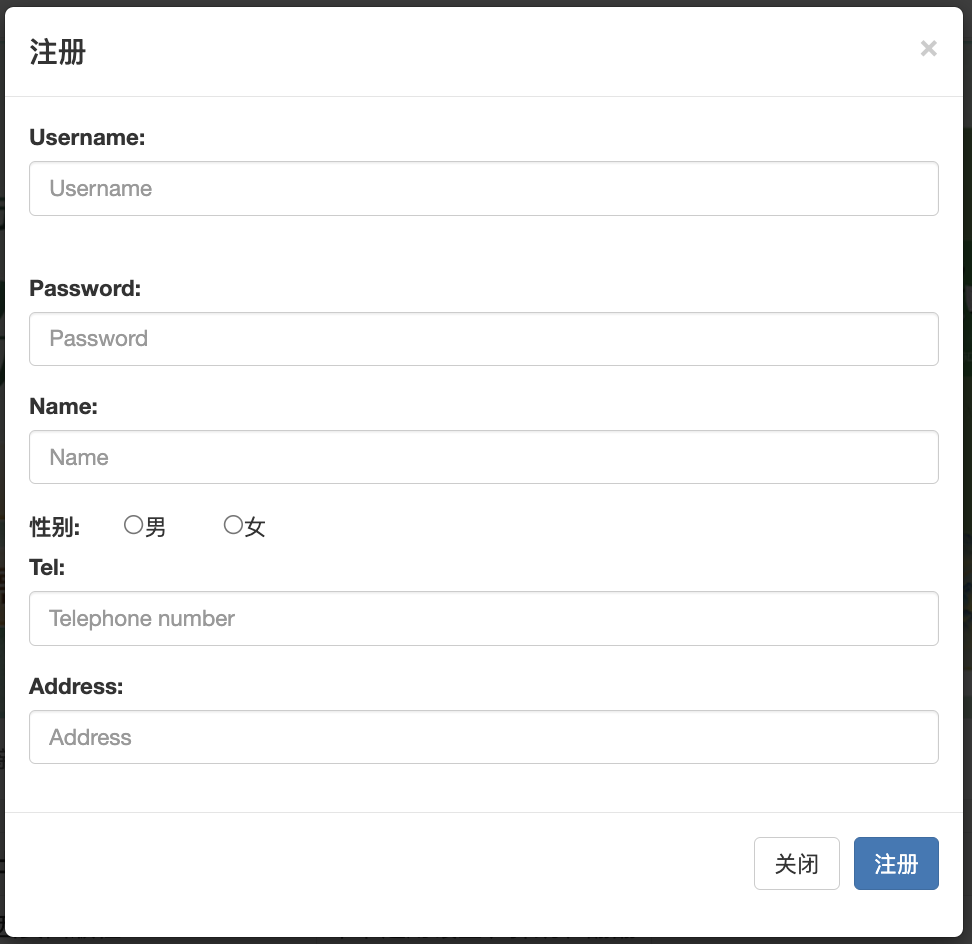 注册 ×
Username:
Username
Password:
Password
Name:
Name
性别: 男 女
Tel:
Telephone number
Address:
Address
关闭 注册